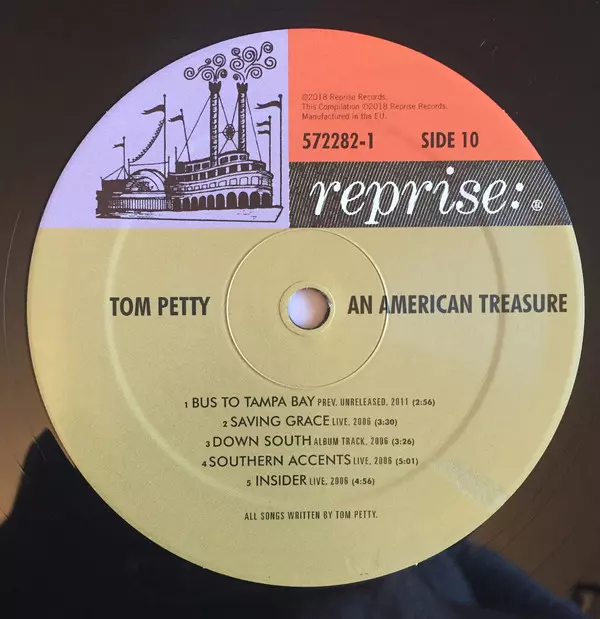 ©2018 Reprise Records.
This Compilation ©2018 Reprise Records.
Manufactured in the EU.
572282-1 SIDE 10
reprise: ®
TOM PETTY AN AMERICAN TREASURE
1 BUS TO TAMPA BAY PREV. UNRELEASED, 2011 (2:56)
2 SAVING GRACE LIVE, 2006 (3:30)
3 DOWN SOUTH ALBUM TRACK, 2006 (3:26)
4 SOUTHERN ACCENTS LIVE, 2006 (5:01)
5 INSIDER LIVE, 2006 (4:56)
ALL SONGS WRITTEN BY TOM PETTY.